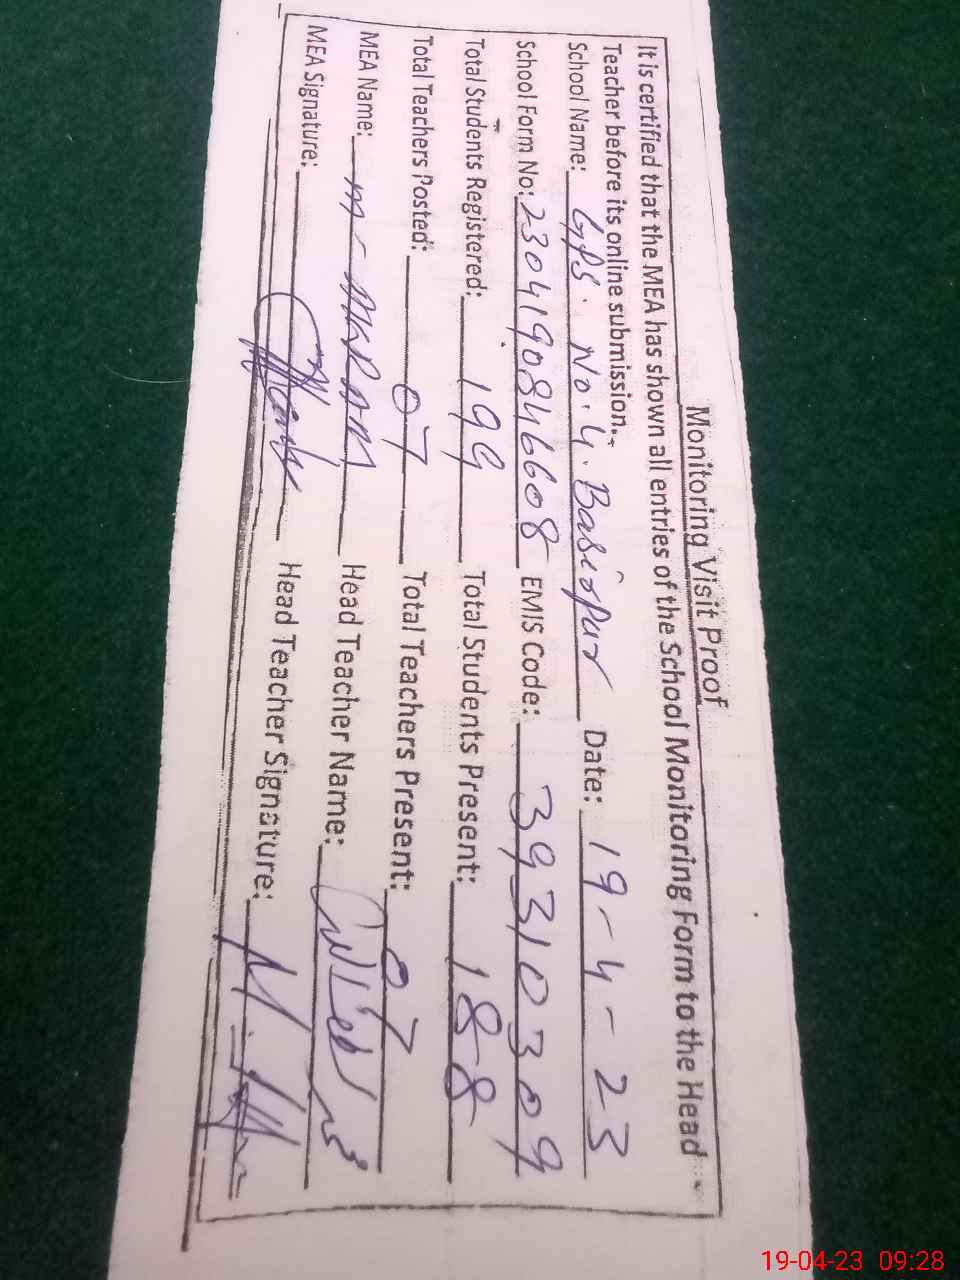 Monitoring Visit Proof
It is certified that the MEA has shown all entries of the School Monitoring Form to the Head
Teacher before its online submission.
School Name: GPS. No.4. Basirpur Date: 19-4-23
School Form No: 2304190846608 EMIS Code: 39310309
Total Students Registered: 199 Total Students Present: 188
Total Teachers Posted: 07 Total Teachers Present: 07
MEA Name: M-AKRAM Head Teacher Name:
MEA Signature: Head Teacher Signature:
19-04-23 09:28